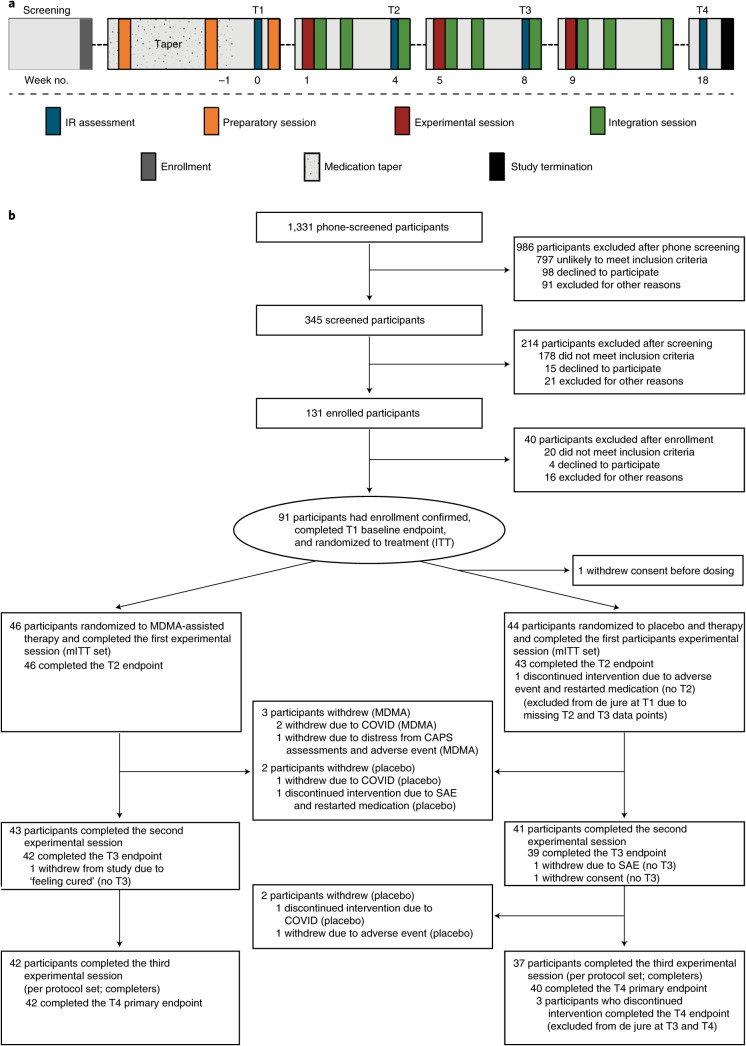 a
Screening
T1
T2
T3
T4
Taper
Week no.
–1
0
1
4
5
8
9
18
IR assessment
Preparatory session
Experimental session
Integration session
Enrollment
Medication taper
Study termination
b
1,331 phone-screened participants
986 participants excluded after phone screening
797 unlikely to meet inclusion criteria
98 declined to participate
91 excluded for other reasons
345 screened participants
214 participants excluded after screening
178 did not meet inclusion criteria
15 declined to participate
21 excluded for other reasons
131 enrolled participants
40 participants excluded after enrollment
20 did not meet inclusion criteria
4 declined to participate
16 excluded for other reasons
91 participants had enrollment confirmed,
completed T1 baseline endpoint,
and randomized to treatment (ITT)
1 withdrew consent before dosing
46 participants randomized to MDMA-assisted
therapy and completed the first experimental
session (mITT set)
46 completed the T2 endpoint
44 participants randomized to placebo and therapy
and completed the first participants experimental
session (mITT set)
43 completed the T2 endpoint
1 discontinued intervention due to adverse
event and restarted medication (no T2)
(excluded from de jure at T1 due to
missing T2 and T3 data points)
3 participants withdrew (MDMA)
2 withdrew due to COVID (MDMA)
1 withdrew due to distress from CAPS
assessments and adverse event (MDMA)
2 participants withdrew (placebo)
1 withdrew due to COVID (placebo)
1 discontinued intervention due to SAE
and restarted medication (placebo)
43 participants completed the second
experimental session
42 completed the T3 endpoint
1 withdrew from study due to
‘feeling cured’ (no T3)
41 participants completed the second
experimental session
39 completed the T3 endpoint
1 withdrew due to SAE (no T3)
1 withdrew consent (no T3)
2 participants withdrew (placebo)
1 discontinued intervention due to
COVID (placebo)
1 withdrew due to adverse event (placebo)
42 participants completed the third
experimental session
(per protocol set; completers)
42 completed the T4 primary endpoint
37 participants completed the third experimental
session (per protocol set; completers)
40 completed the T4 primary endpoint
3 participants who discontinued
intervention completed the T4 endpoint
(excluded from de jure at T3 and T4)